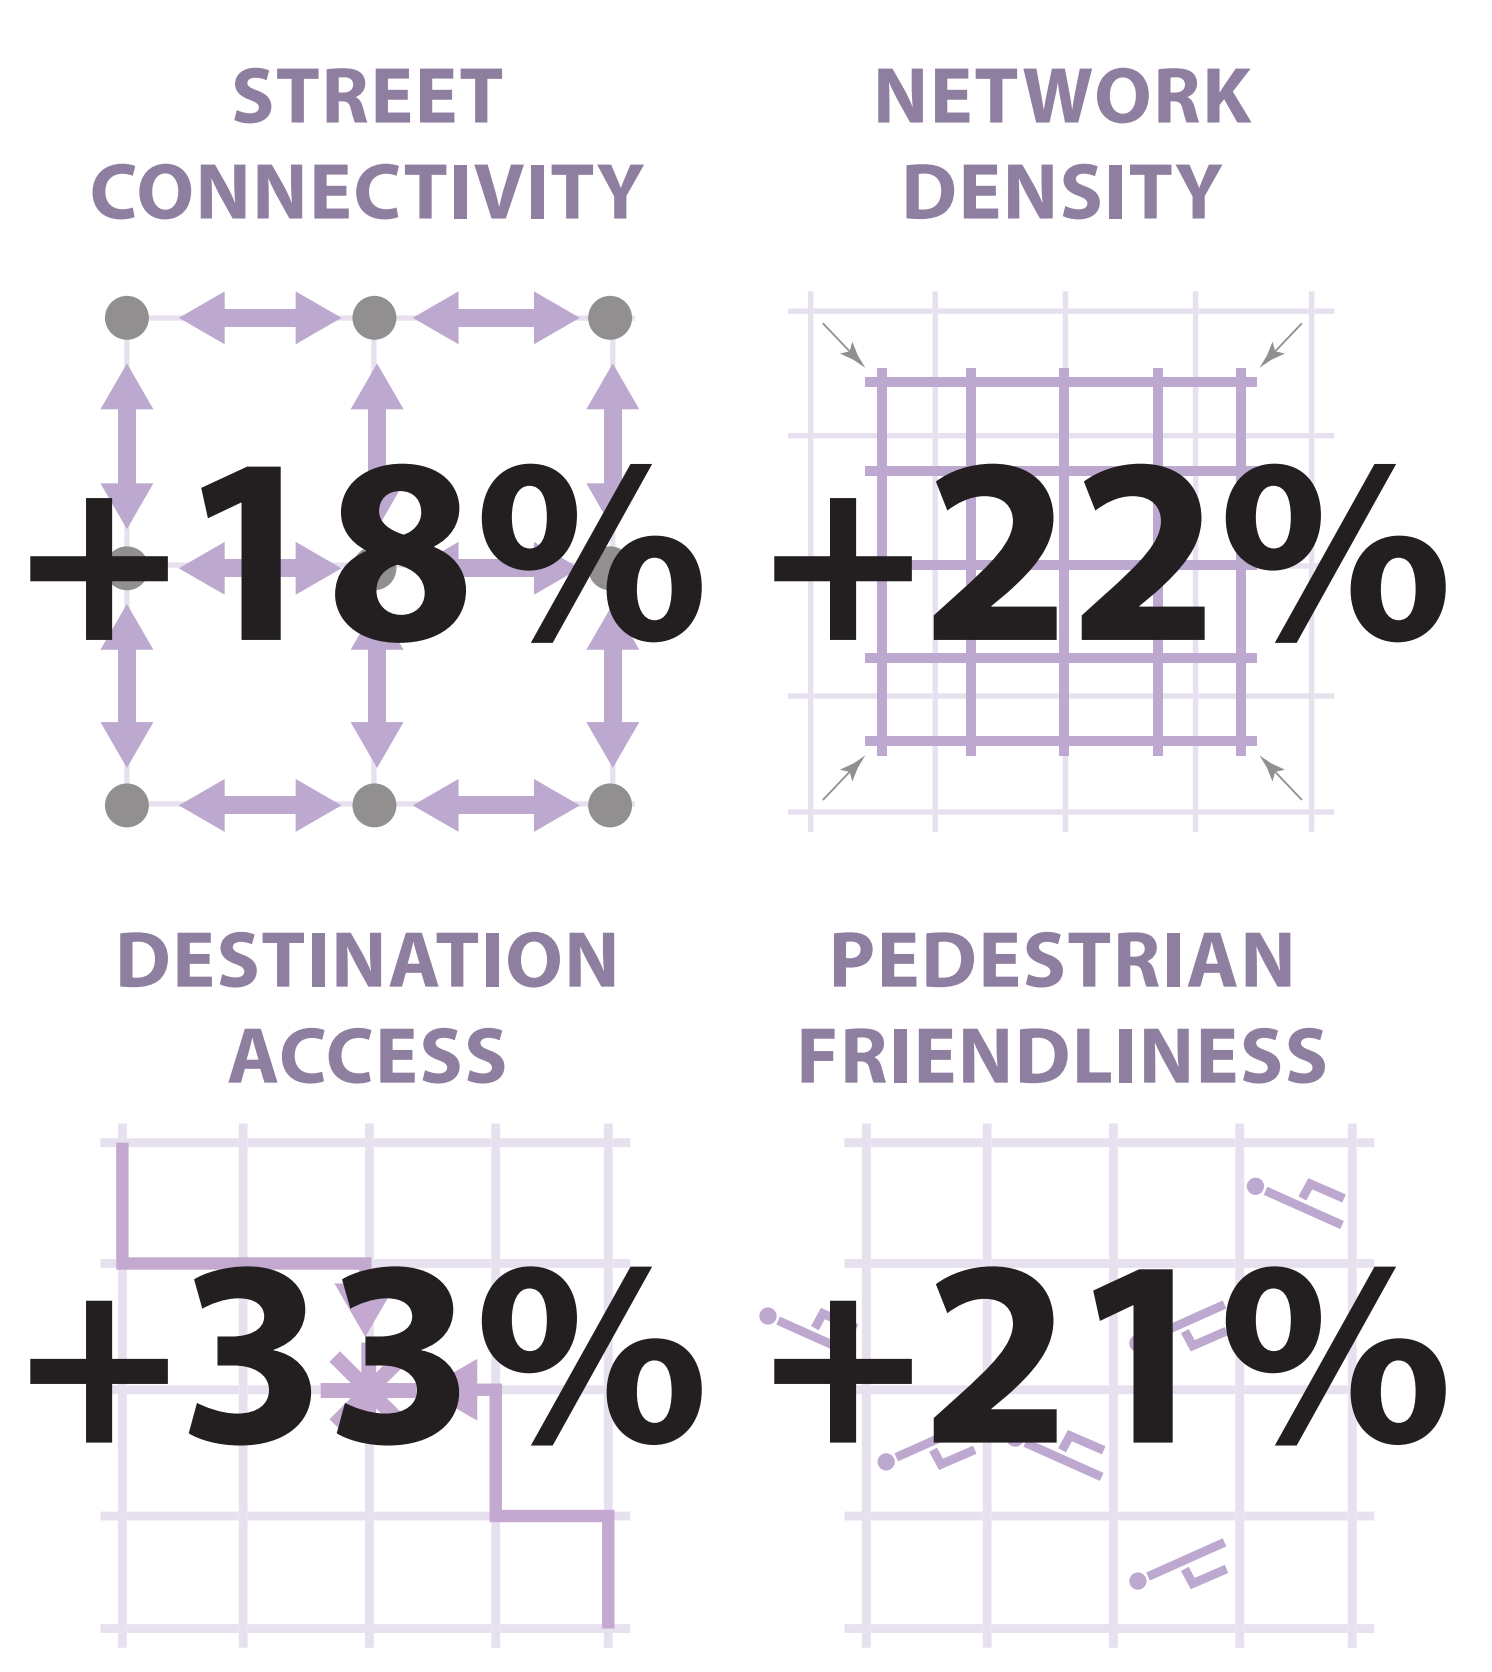 STREET
CONNECTIVITY
+18%
NETWORK
DENSITY
+22%
DESTINATION
ACCESS
+33%
PEDESTRIAN
FRIENDLINESS
+21%